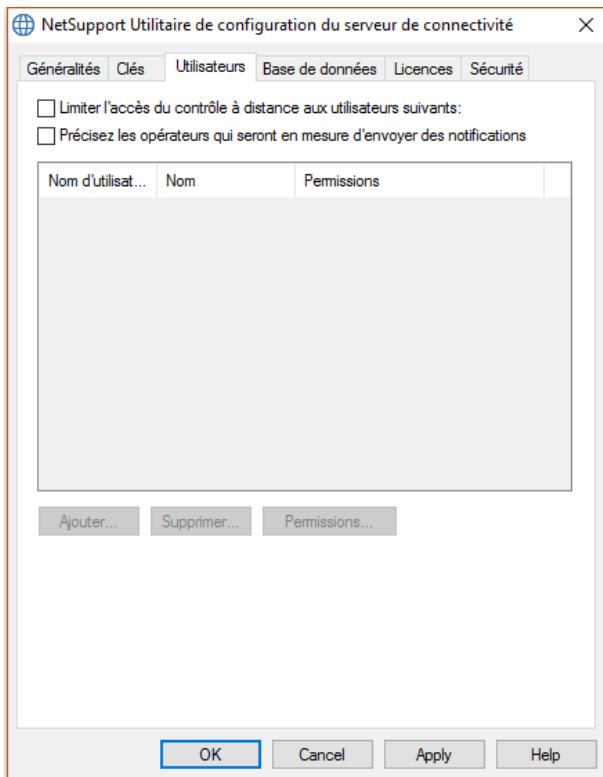 NetSupport Utilitaire de configuration du serveur de connectivité
Généralités Clés Utilisateurs Base de données Licences Sécurité
Limiter l'accès du contrôle à distance aux utilisateurs suivants:
Précisez les opérateurs qui seront en mesure d'envoyer des notifications
Nom d'utilisat... Nom Permissions
Ajouter... Supprimer... Permissions...
OK Cancel Apply Help